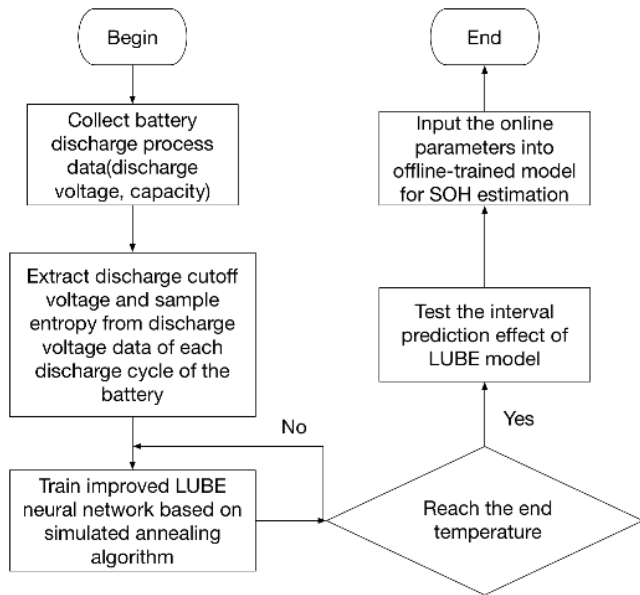 Begin
Collect battery
discharge process
data(discharge
voltage, capacity)
Extract discharge cutoff
voltage and sample
entropy from discharge
voltage data of each
discharge cycle of the
battery
No
Train improved LUBE
neural network based on
simulated annealing
algorithm
Reach the end
temperature
Yes
Test the interval
prediction effect of
LUBE model
Input the online
parameters into
offline-trained model
for SOH estimation
End